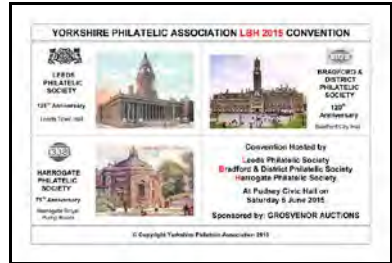 YORKSHIRE PHILATELIC ASSOCIATION LBH 2015 CONVENTION
LEEDS
PHILATELIC
SOCIETY
125th Anniversary
Leeds Town Hall
BRADFORD &
DISTRICT
PHILATELIC
SOCIETY
120th
Anniversary
Bradford City Hall
HARROGATE
PHILATELIC
SOCIETY
75th Anniversary
Harrogate Royal
Pump Room
Convention Hosted by
Leeds Philatelic Society
Bradford & District Philatelic Society
Harrogate Philatelic Society
At Pudsey Civic Hall on
Saturday 6 June 2015
Sponsored by: GROSVENOR AUCTIONS
© Copyright Yorkshire Philatelic Association 2015